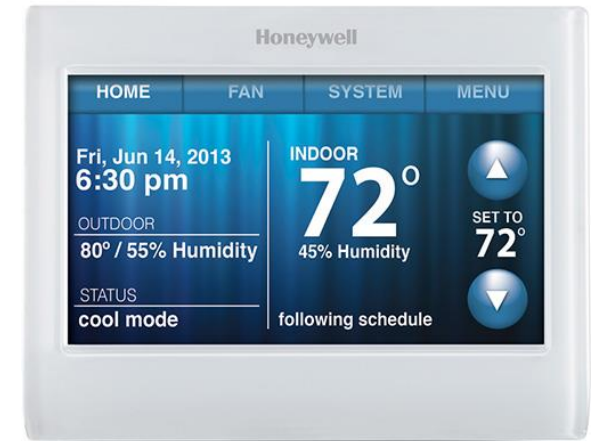 Honeywell
HOME FAN SYSTEM MENU
Fri, Jun 14, 2013
6:30 pm
OUTDOOR
80° / 55% Humidity
STATUS
cool mode
INDOOR
72°
45% Humidity
following schedule
SET TO
72°